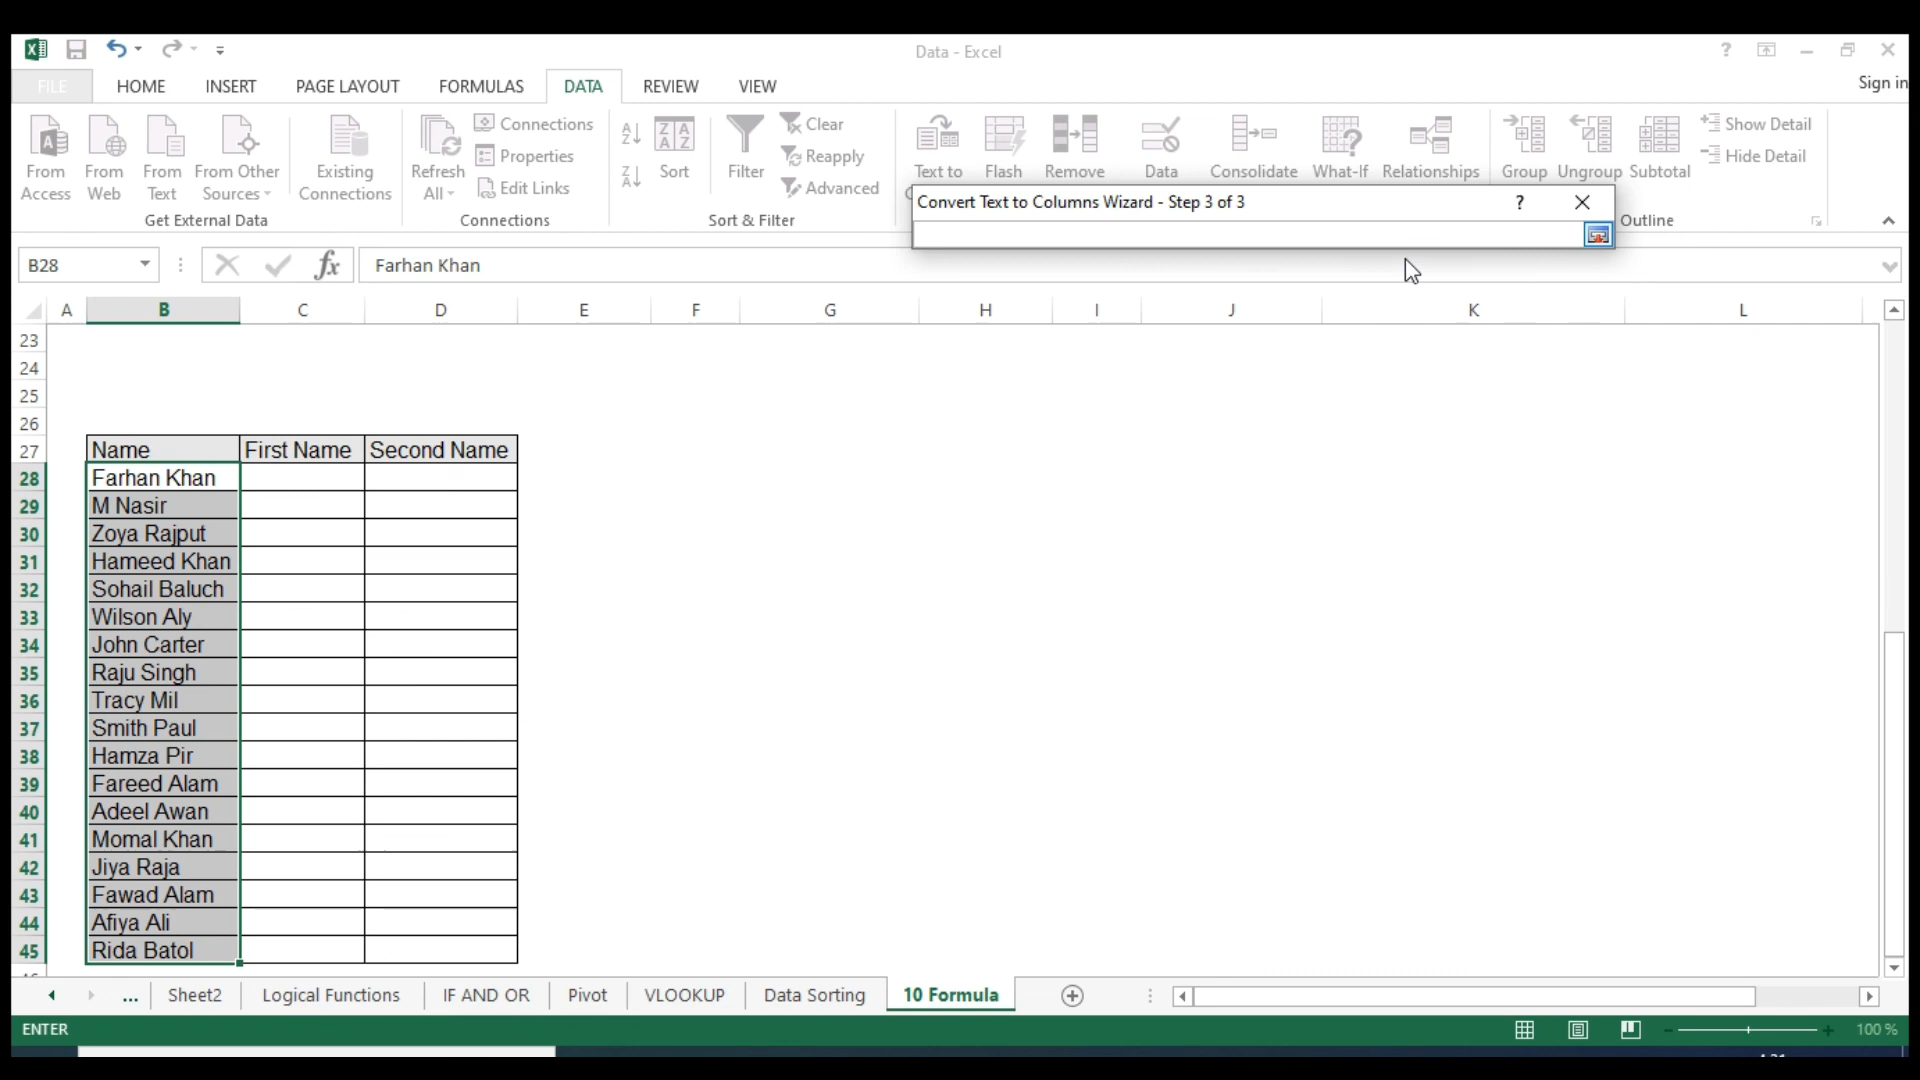 Data - Excel
? 
FILE HOME INSERT PAGE LAYOUT FORMULAS DATA REVIEW VIEW Sign in
From Access
From Web
From Text
From Other Sources
Existing Connections
Refresh All
Connections
Properties
Edit Links
Sort
Filter
Clear
Reapply
Advanced
Text to
Flash
Remove
Data
Consolidate
What-If
Relationships
Group
Ungroup
Subtotal
Show Detail
Hide Detail
Get External Data Connections Sort & Filter Outline
Convert Text to Columns Wizard - Step 3 of 3 ?
B28 fx Farhan Khan
A B C D E F G H I J K L
23
24
25
26
27 Name First Name Second Name
28 Farhan Khan
29 M Nasir
30 Zoya Rajput
31 Hameed Khan
32 Sohail Baluch
33 Wilson Aly
34 John Carter
35 Raju Singh
36 Tracy Mil
37 Smith Paul
38 Hamza Pir
39 Fareed Alam
40 Adeel Awan
41 Momal Khan
42 Jiya Raja
43 Fawad Alam
44 Afiya Ali
45 Rida Batol
... Sheet2 Logical Functions IF AND OR Pivot VLOOKUP Data Sorting 10 Formula
ENTER 100 %